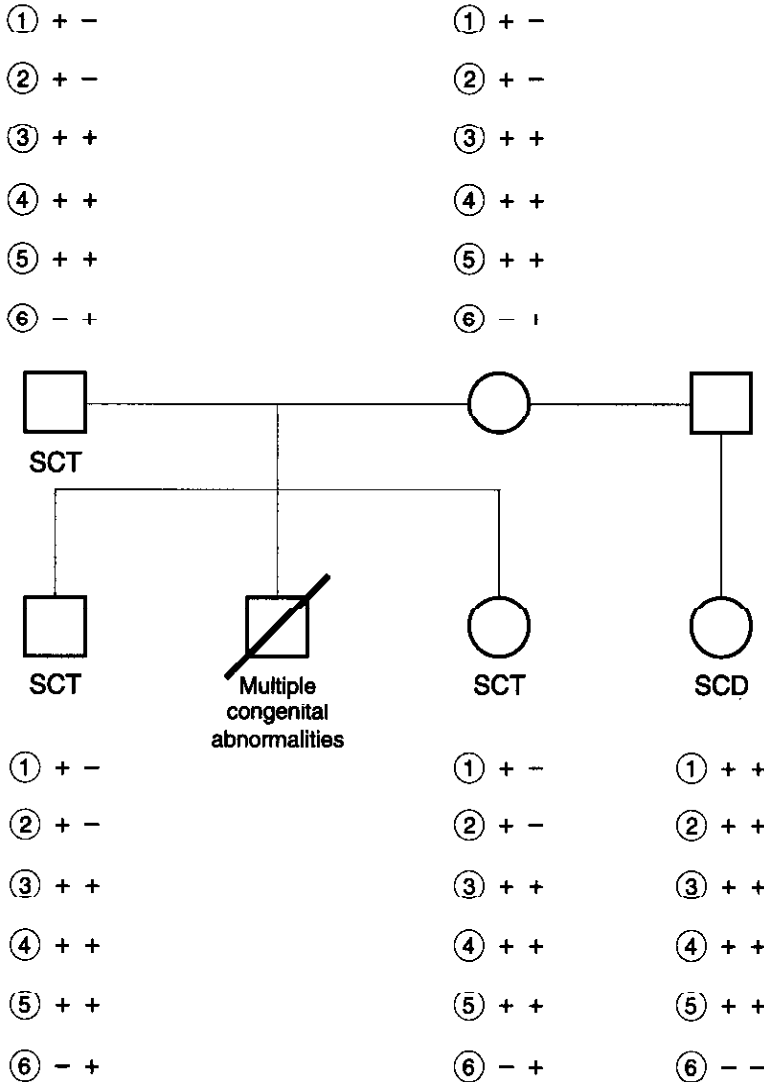 ① + − ① + −
② + − ② + −
③ + + ③ + +
④ + + ④ + +
⑤ + + ⑤ + +
⑥ − + ⑥ −
SCT
SCT Multiple congenital abnormalities SCT SCD
① + − ① + − ① + +
② + − ② + − ② + +
③ + + ③ + + ③ + +
④ + + ④ + + ④ + +
⑤ + + ⑤ + + ⑤ + +
⑥ − + ⑥ − + ⑥ − −